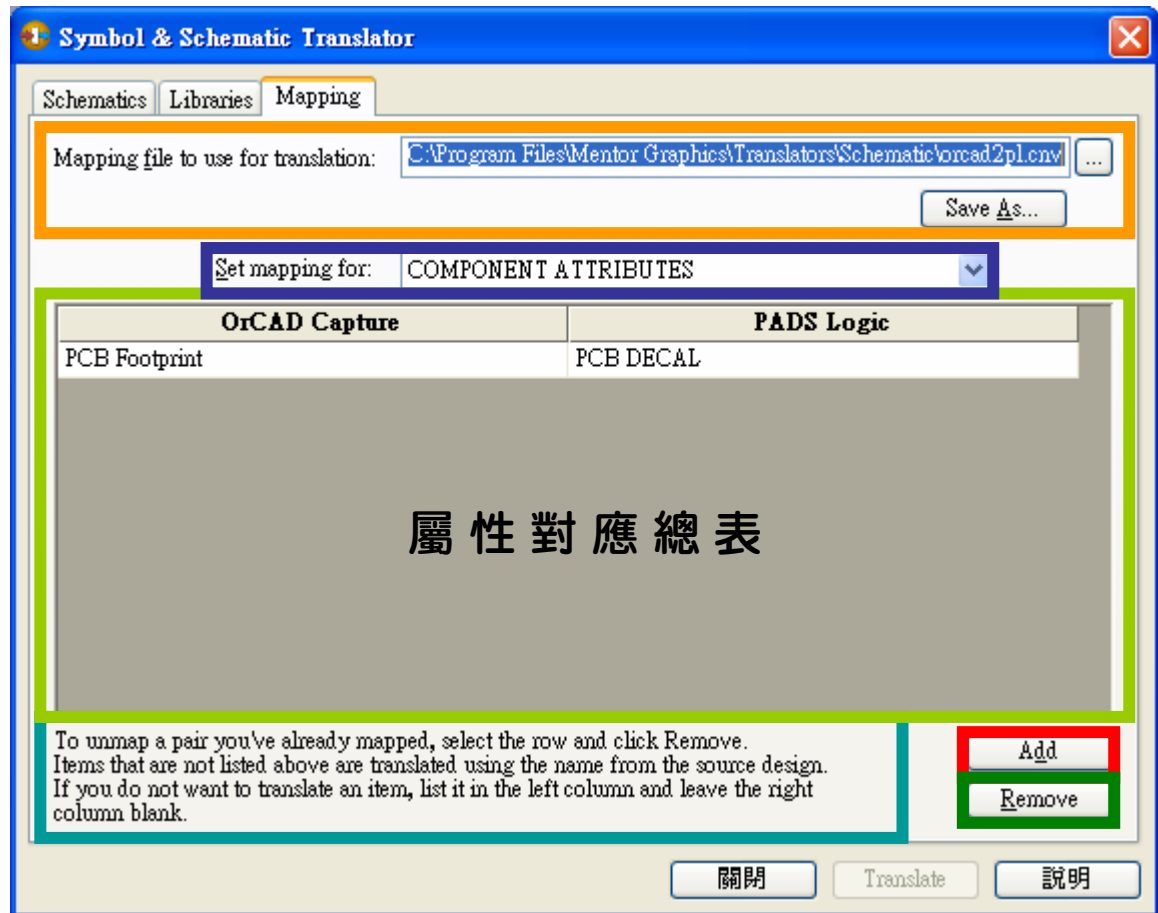 Symbol & Schematic Translator
Schematics Libraries Mapping
Mapping file to use for translation: C:\Program Files\Mentor Graphics\Translators\Schematic\orcad2pl.cnv ...
Save As...
Set mapping for: COMPONENT ATTRIBUTES
OrCAD Capture PADS Logic
PCB Footprint PCB DECAL
屬性對應總表
To unmap a pair you've already mapped, select the row and click Remove.
Items that are not listed above are translated using the name from the source design.
If you do not want to translate an item, list it in the left column and leave the right
column blank.
Add
Remove
關閉 Translate 說明